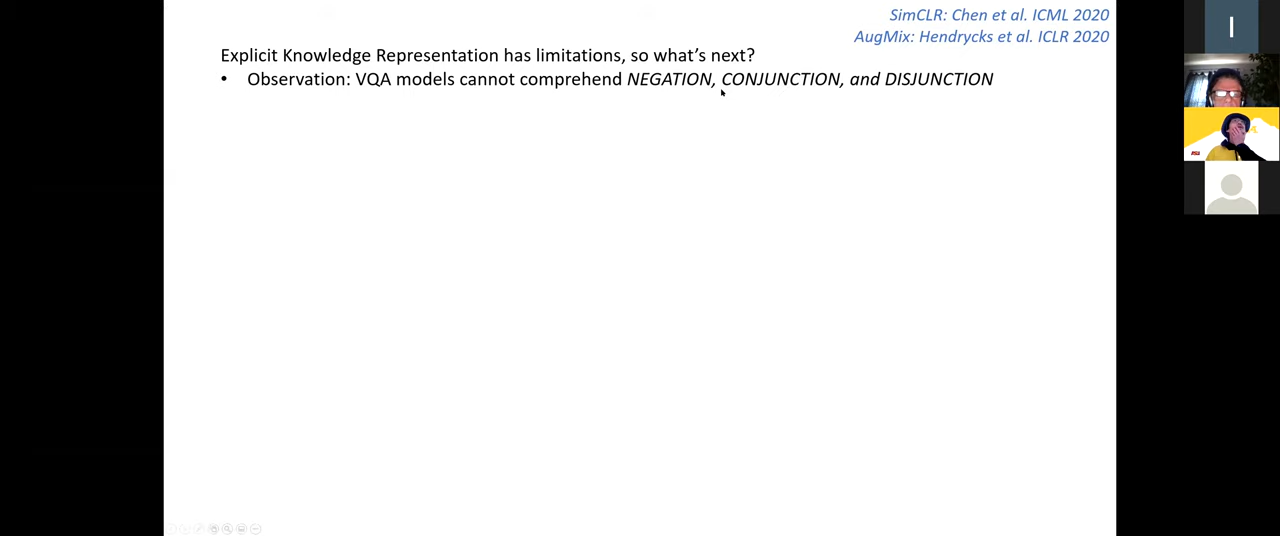 SimCLR: Chen et al. ICML 2020
AugMix: Hendrycks et al. ICLR 2020
Explicit Knowledge Representation has limitations, so what's next?
• Observation: VQA models cannot comprehend NEGATION, CONJUNCTION, and DISJUNCTION
I
ASU